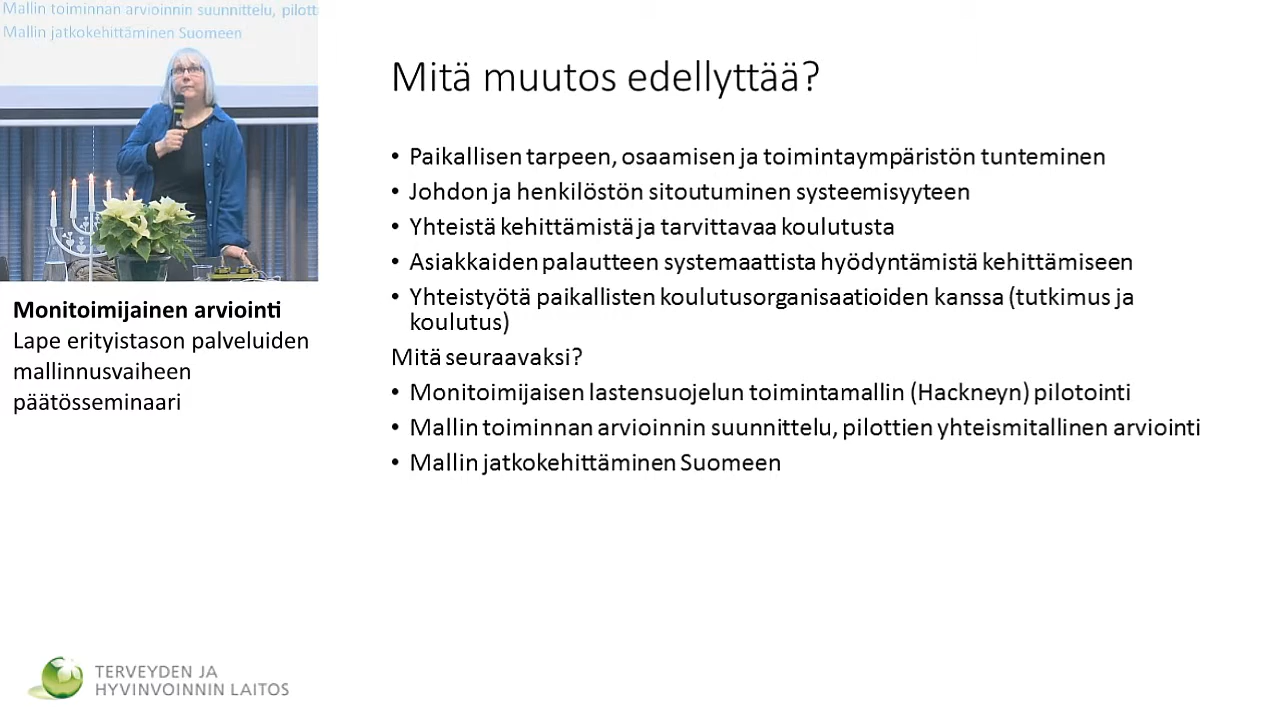 Mallin toiminnan arvioinnin suunnittelu, pilott
Mallin jatkokehittäminen Suomeen
Monitoimijainen arviointi
Lape erityistason palveluiden
mallinnusvaiheen
päätösseminaari
Mitä muutos edellyttää?
• Paikallisen tarpeen, osaamisen ja toimintaympäristön tunteminen
• Johdon ja henkilöstön sitoutuminen systeemisyyteen
• Yhteistä kehittämistä ja tarvittavaa koulutusta
• Asiakkaiden palautteen systemaattista hyödyntämistä kehittämiseen
• Yhteistyötä paikallisten koulutusorganisaatioiden kanssa (tutkimus ja
koulutus)
Mitä seuraavaksi?
• Monitoimijaisen lastensuojelun toimintamallin (Hackneyn) pilotointi
• Mallin toiminnan arvioinnin suunnittelu, pilottien yhteismitallinen arviointi
• Mallin jatkokehittäminen Suomeen
TERVEYDEN JA
HYVINVOINNIN LAITOS